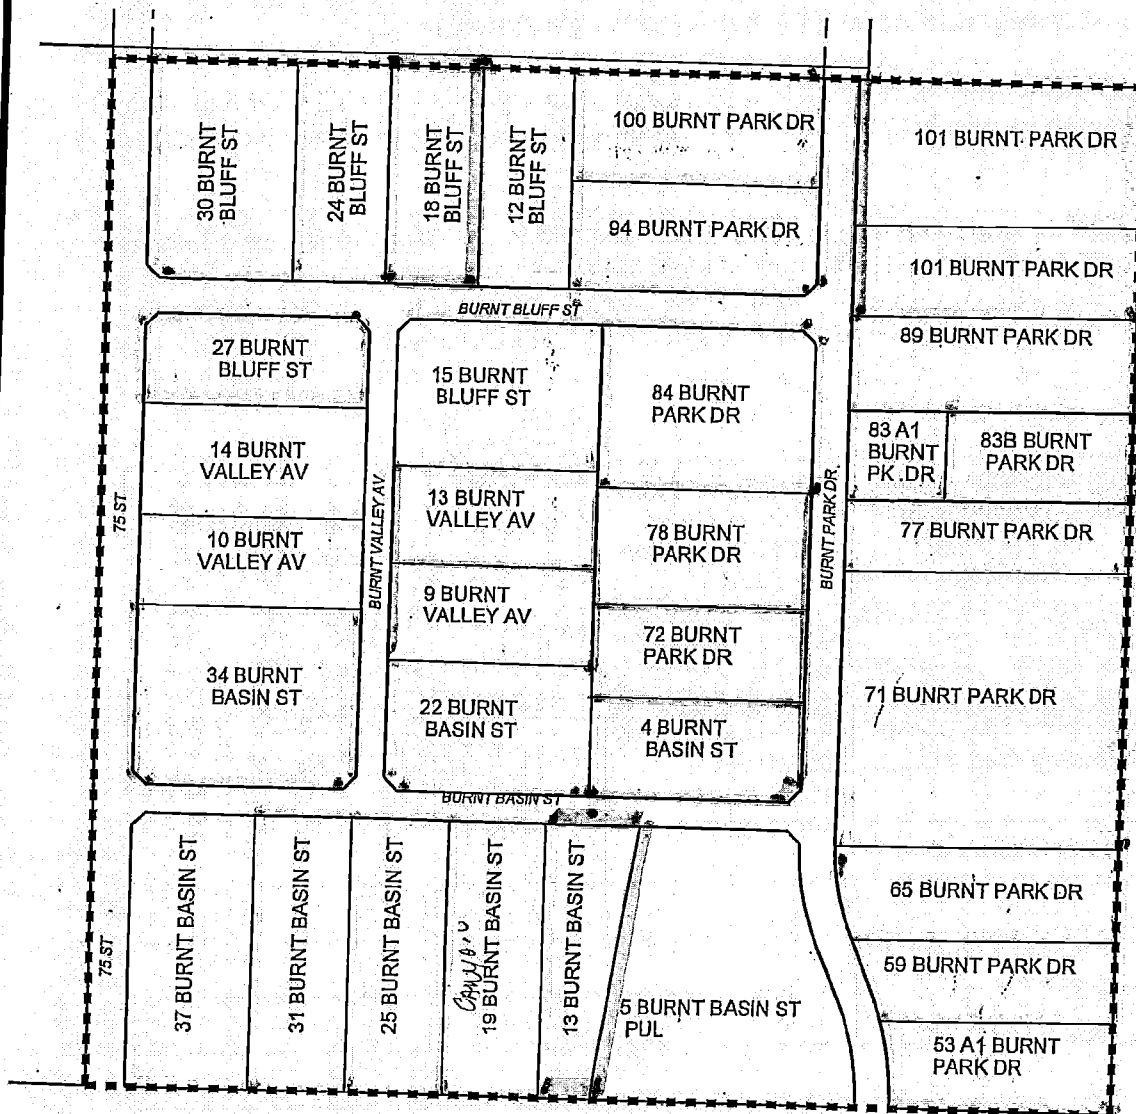 30 BURNT
BLUFF ST
24 BURNT
BLUFF ST
18 BURNT
BLUFF ST
12 BURNT
BLUFF ST
100 BURNT PARK DR
94 BURNT PARK DR
101 BURNT PARK DR
101 BURNT PARK DR
BURNT BLUFF ST
27 BURNT
BLUFF ST
14 BURNT
VALLEY AV
10 BURNT
VALLEY AV
34 BURNT
BASIN ST
75 ST
BURNT VALLEY AV.
15 BURNT
BLUFF ST
13 BURNT
VALLEY AV
9 BURNT
VALLEY AV
22 BURNT
BASIN ST
84 BURNT
PARK DR
78 BURNT
PARK DR
72 BURNT
PARK DR
4 BURNT
BASIN ST
BURNT PARK DR.
89 BURNT PARK DR
83 A1
BURNT
PK.DR
83B BURNT
PARK DR
77 BURNT PARK DR
71 BUNRT PARK DR
65 BURNT PARK DR
59 BURNT PARK DR
53 A1 BURNT
PARK DR
BURNT BASIN ST
75 ST
37 BURNT BASIN ST
31 BURNT BASIN ST
25 BURNT BASIN ST
19 BURNT BASIN ST
13 BURNT BASIN ST
5 BURNT BASIN ST
PUL